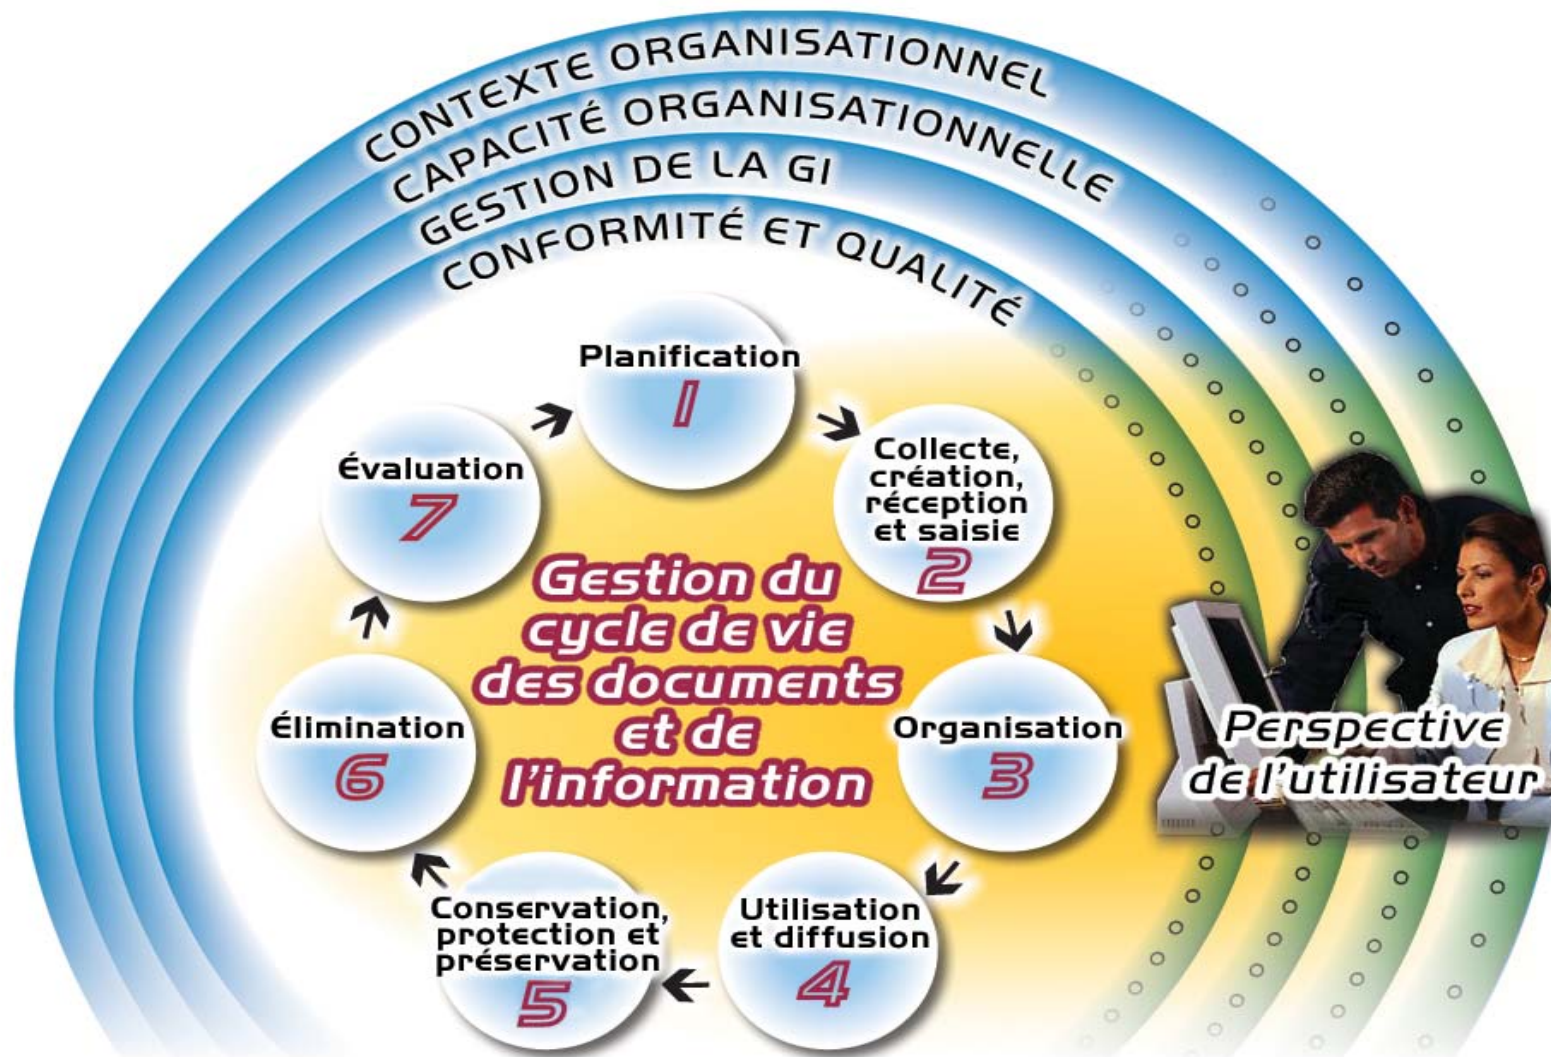 CONTEXTE ORGANISATIONNEL
CAPACITÉ ORGANISATIONNELLE
GESTION DE LA GI
CONFORMITÉ ET QUALITÉ
Planification
1
Collecte,
création,
réception
et saisie
2
Organisation
3
Utilisation
et diffusion
4
Conservation,
protection et
préservation
5
Élimination
6
Évaluation
7
Gestion du
cycle de vie
des documents
et de
l'information
Perspective
de l'utilisateur